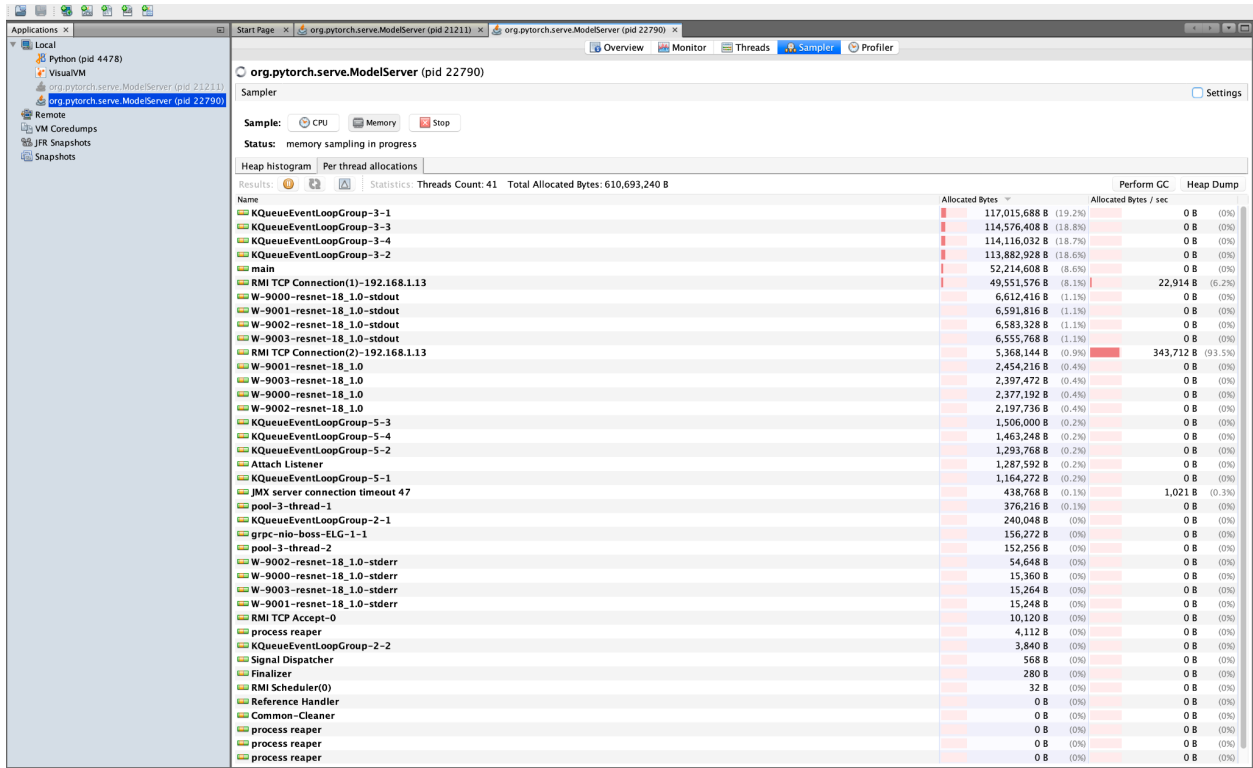 Applications ×
Start Page × org.pytorch.serve.ModelServer (pid 21211) × org.pytorch.serve.ModelServer (pid 22790) ×
Local
Python (pid 4478)
VisualVM
org.pytorch.serve.ModelServer (pid 21211)
org.pytorch.serve.ModelServer (pid 22790)
Remote
VM Coredumps
JFR Snapshots
Snapshots
Overview Monitor Threads Sampler Profiler
org.pytorch.serve.ModelServer (pid 22790)
Sampler Settings
Sample: CPU Memory Stop
Status: memory sampling in progress
Heap histogram Per thread allocations
Results: Statistics: Threads Count: 41 Total Allocated Bytes: 610,693,240 B Perform GC Heap Dump
Name Allocated Bytes Allocated Bytes / sec
KQueueEventLoopGroup-3-1 117,015,688 B (19.2%) 0 B (0%)
KQueueEventLoopGroup-3-3 114,576,408 B (18.8%) 0 B (0%)
KQueueEventLoopGroup-3-4 114,116,032 B (18.7%) 0 B (0%)
KQueueEventLoopGroup-3-2 113,882,928 B (18.6%) 0 B (0%)
main 52,214,608 B (8.6%) 0 B (0%)
RMI TCP Connection(1)-192.168.1.13 49,551,576 B (8.1%) 22,914 B (6.2%)
W-9000-resnet-18_1.0-stdout 6,612,416 B (1.1%) 0 B (0%)
W-9001-resnet-18_1.0-stdout 6,591,816 B (1.1%) 0 B (0%)
W-9002-resnet-18_1.0-stdout 6,583,328 B (1.1%) 0 B (0%)
W-9003-resnet-18_1.0-stdout 6,555,768 B (1.1%) 0 B (0%)
RMI TCP Connection(2)-192.168.1.13 5,368,144 B (0.9%) 343,712 B (93.5%)
W-9001-resnet-18_1.0 2,454,216 B (0.4%) 0 B (0%)
W-9003-resnet-18_1.0 2,397,472 B (0.4%) 0 B (0%)
W-9000-resnet-18_1.0 2,377,192 B (0.4%) 0 B (0%)
W-9002-resnet-18_1.0 2,197,736 B (0.4%) 0 B (0%)
KQueueEventLoopGroup-5-3 1,506,000 B (0.2%) 0 B (0%)
KQueueEventLoopGroup-5-4 1,463,248 B (0.2%) 0 B (0%)
KQueueEventLoopGroup-5-2 1,293,768 B (0.2%) 0 B (0%)
Attach Listener 1,287,592 B (0.2%) 0 B (0%)
KQueueEventLoopGroup-5-1 1,164,272 B (0.2%) 0 B (0%)
JMX server connection timeout 47 438,768 B (0.1%) 1,021 B (0.3%)
pool-3-thread-1 376,216 B (0.1%) 0 B (0%)
KQueueEventLoopGroup-2-1 240,048 B (0%) 0 B (0%)
grpc-nio-boss-ELG-1-1 156,272 B (0%) 0 B (0%)
pool-3-thread-2 152,256 B (0%) 0 B (0%)
W-9002-resnet-18_1.0-stderr 54,648 B (0%) 0 B (0%)
W-9000-resnet-18_1.0-stderr 15,360 B (0%) 0 B (0%)
W-9003-resnet-18_1.0-stderr 15,264 B (0%) 0 B (0%)
W-9001-resnet-18_1.0-stderr 15,248 B (0%) 0 B (0%)
RMI TCP Accept-0 10,120 B (0%) 0 B (0%)
process reaper 4,112 B (0%) 0 B (0%)
KQueueEventLoopGroup-2-2 3,840 B (0%) 0 B (0%)
Signal Dispatcher 568 B (0%) 0 B (0%)
Finalizer 280 B (0%) 0 B (0%)
RMI Scheduler(0) 32 B (0%) 0 B (0%)
Reference Handler 0 B (0%) 0 B (0%)
Common-Cleaner 0 B (0%) 0 B (0%)
process reaper 0 B (0%) 0 B (0%)
process reaper 0 B (0%) 0 B (0%)
process reaper 0 B (0%) 0 B (0%)